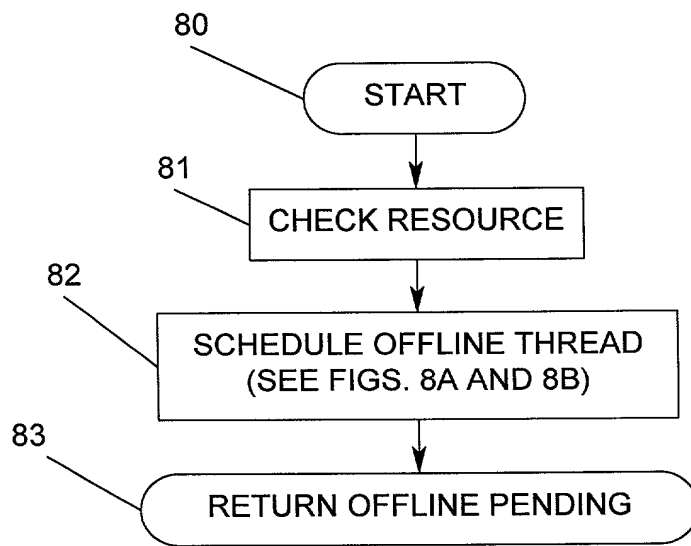 80
START
81
CHECK RESOURCE
82
SCHEDULE OFFLINE THREAD
(SEE FIGS. 8A AND 8B)
83
RETURN OFFLINE PENDING